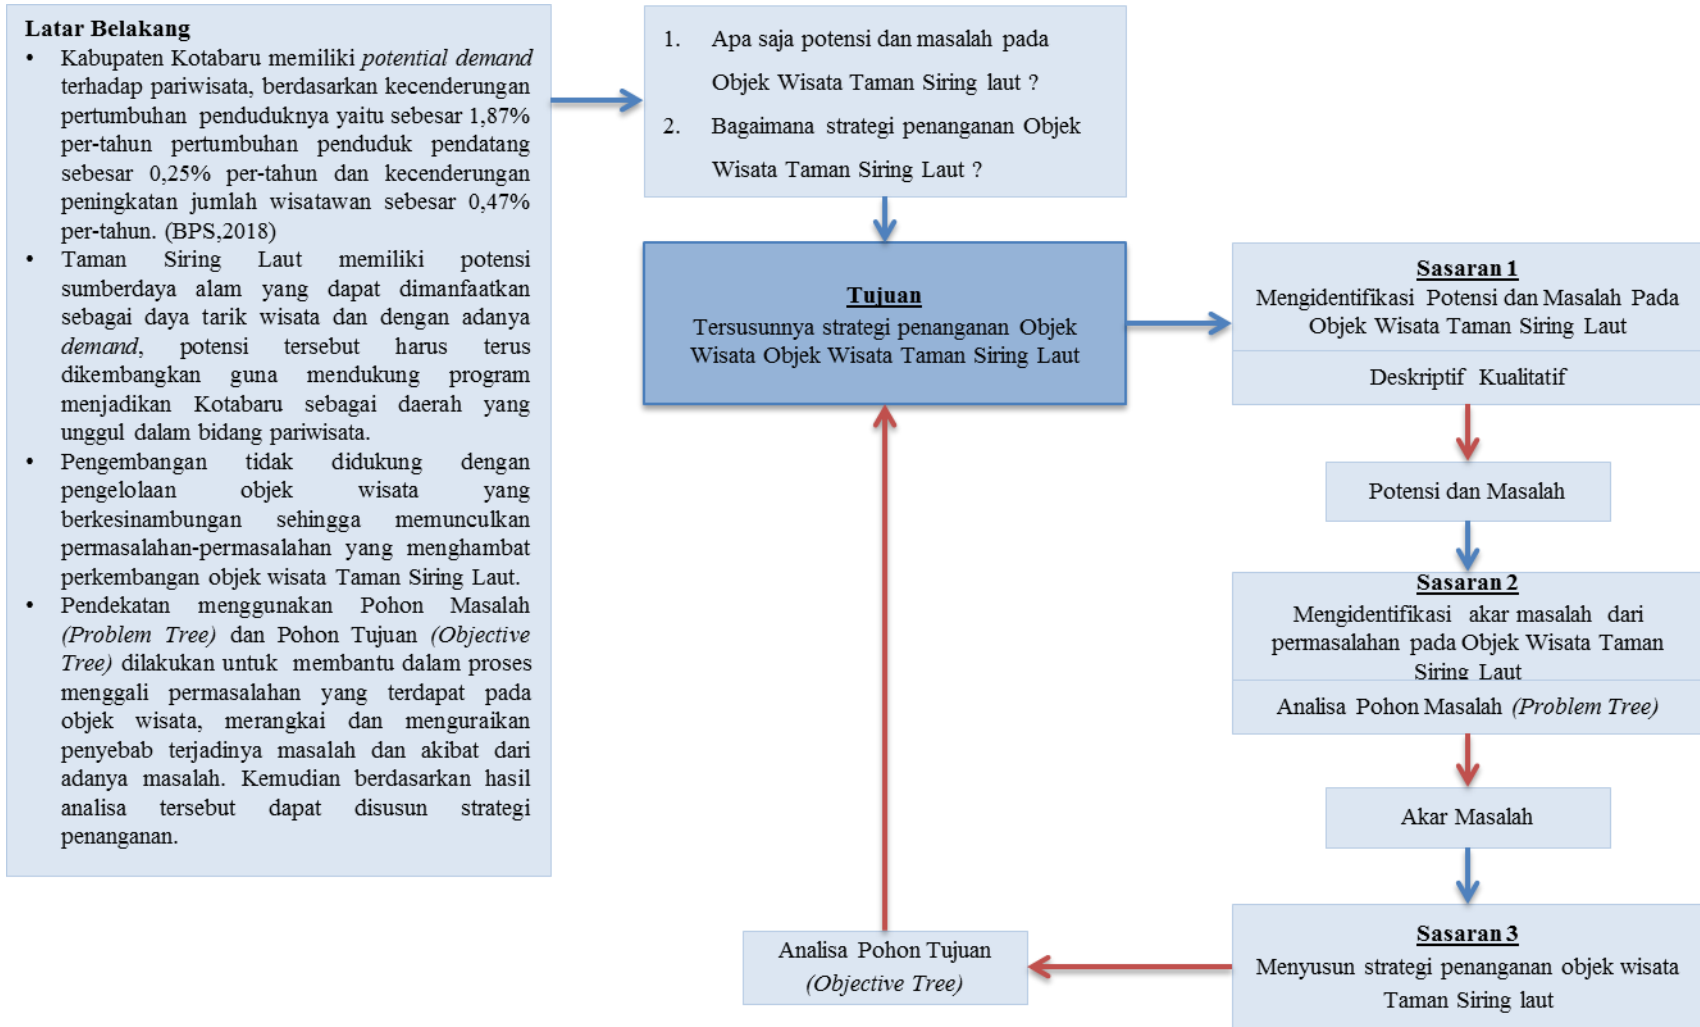 Latar Belakang
• Kabupaten Kotabaru memiliki potential demand
terhadap pariwisata, berdasarkan kecenderungan
pertumbuhan penduduknya yaitu sebesar 1,87%
per-tahun pertumbuhan penduduk pendatang
sebesar 0,25% per-tahun dan kecenderungan
peningkatan jumlah wisatawan sebesar 0,47%
per-tahun. (BPS,2018)
• Taman Siring Laut memiliki potensi
sumberdaya alam yang dapat dimanfaatkan
sebagai daya tarik wisata dan dengan adanya
demand, potensi tersebut harus terus
dikembangkan guna mendukung program
menjadikan Kotabaru sebagai daerah yang
unggul dalam bidang pariwisata.
• Pengembangan tidak didukung dengan
pengelolaan objek wisata yang
berkesinambungan sehingga memunculkan
permasalahan-permasalahan yang menghambat
perkembangan objek wisata Taman Siring Laut.
• Pendekatan menggunakan Pohon Masalah
(Problem Tree) dan Pohon Tujuan (Objective
Tree) dilakukan untuk membantu dalam proses
menggali permasalahan yang terdapat pada
objek wisata, merangkai dan menguraikan
penyebab terjadinya masalah dan akibat dari
adanya masalah. Kemudian berdasarkan hasil
analisa tersebut dapat disusun strategi
penanganan.
1. Apa saja potensi dan masalah pada
Objek Wisata Taman Siring laut ?
2. Bagaimana strategi penanganan Objek
Wisata Taman Siring Laut ?
Tujuan
Tersusunnya strategi penanganan Objek
Wisata Objek Wisata Taman Siring Laut
Sasaran 1
Mengidentifikasi Potensi dan Masalah Pada
Objek Wisata Taman Siring Laut
Deskriptif Kualitatif
Potensi dan Masalah
Sasaran 2
Mengidentifikasi akar masalah dari
permasalahan pada Objek Wisata Taman
Siring Laut
Analisa Pohon Masalah (Problem Tree)
Akar Masalah
Sasaran 3
Menyusun strategi penanganan objek wisata
Taman Siring laut
Analisa Pohon Tujuan
(Objective Tree)